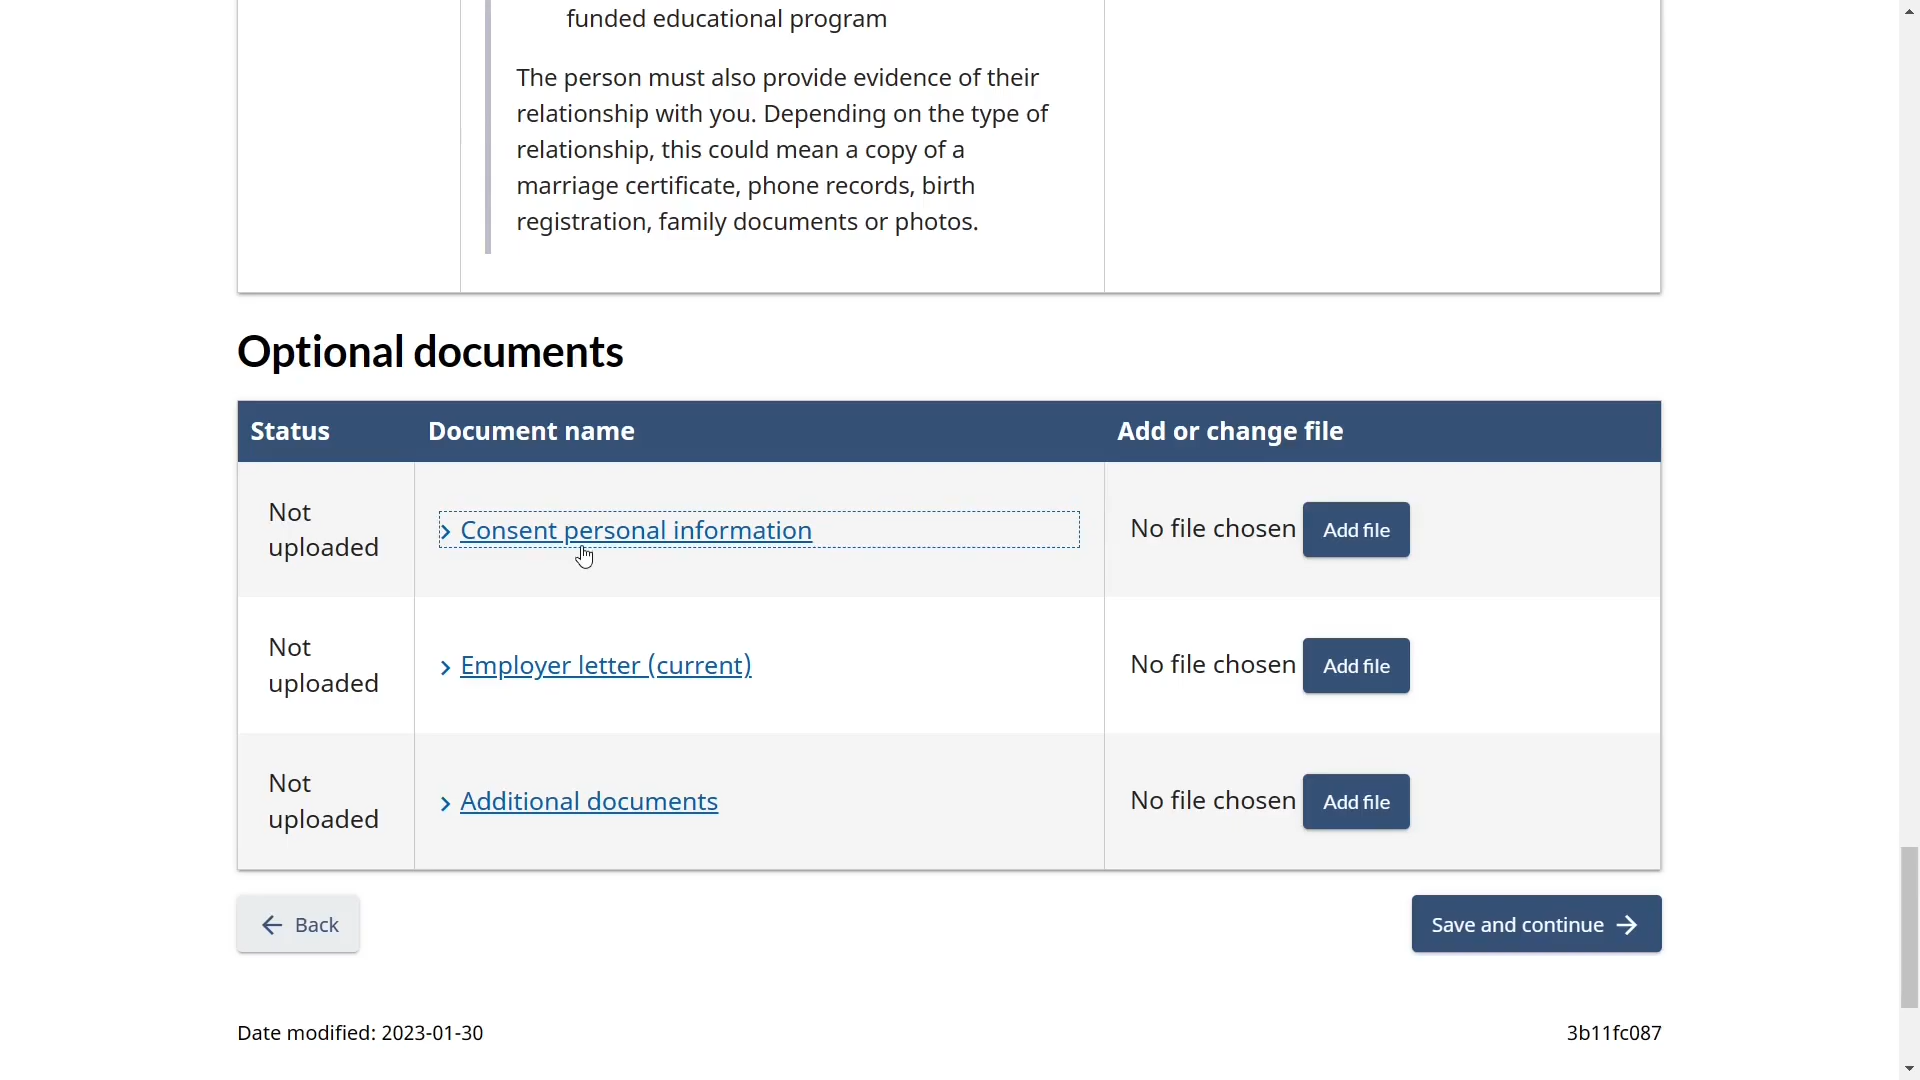 funded educational program
The person must also provide evidence of their
relationship with you. Depending on the type of
relationship, this could mean a copy of a
marriage certificate, phone records, birth
registration, family documents or photos.
Optional documents
Status Document name Add or change file
Not
uploaded
Consent personal information
No file chosen Add file
Not
uploaded
Employer letter (current)
No file chosen Add file
Not
uploaded
Additional documents
No file chosen Add file
Back
Save and continue
Date modified: 2023-01-30
3b11fc087